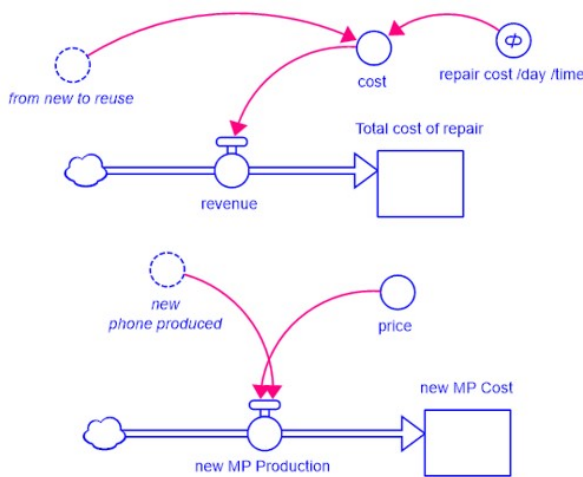 cost
repair cost /day /time
from new to reuse
Total cost of repair
revenue
new
phone produced
price
new MP Cost
new MP Production